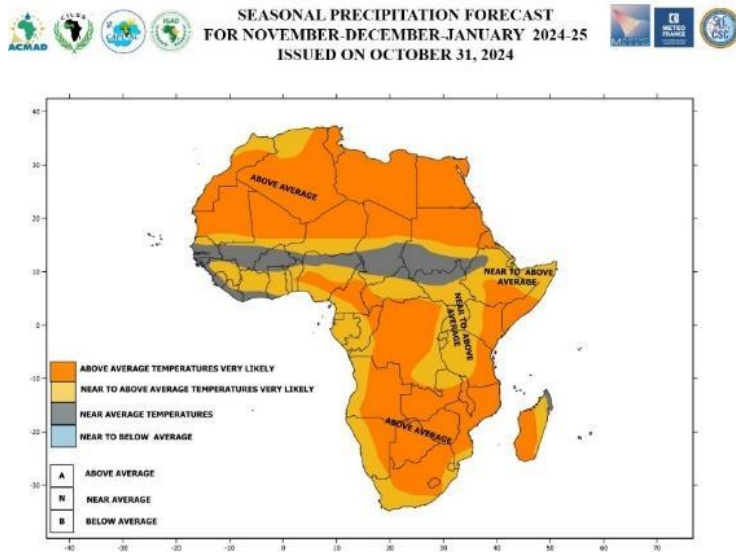 SEASONAL PRECIPITATION FORECAST
FOR NOVEMBER-DECEMBER-JANUARY 2024-25
ISSUED ON OCTOBER 31, 2024
ACMAD
CILSS
IGAD
METEO
FRANCE
CSC
40
30
20
10
0
-10
-20
-30
ABOVE AVERAGE
NEAR TO ABOVE
AVERAGE
NEAR TO ABOVE
AVERAGE
ABOVE AVERAGE
ABOVE AVERAGE TEMPERATURES VERY LIKELY
NEAR TO ABOVE AVERAGE TEMPERATURES VERY LIKELY
NEAR AVERAGE TEMPERATURES
NEAR TO BELOW AVERAGE
A ABOVE AVERAGE
N NEAR AVERAGE
B BELOW AVERAGE
-40 -30 -20 -10 0 10 20 30 40 50 60 70